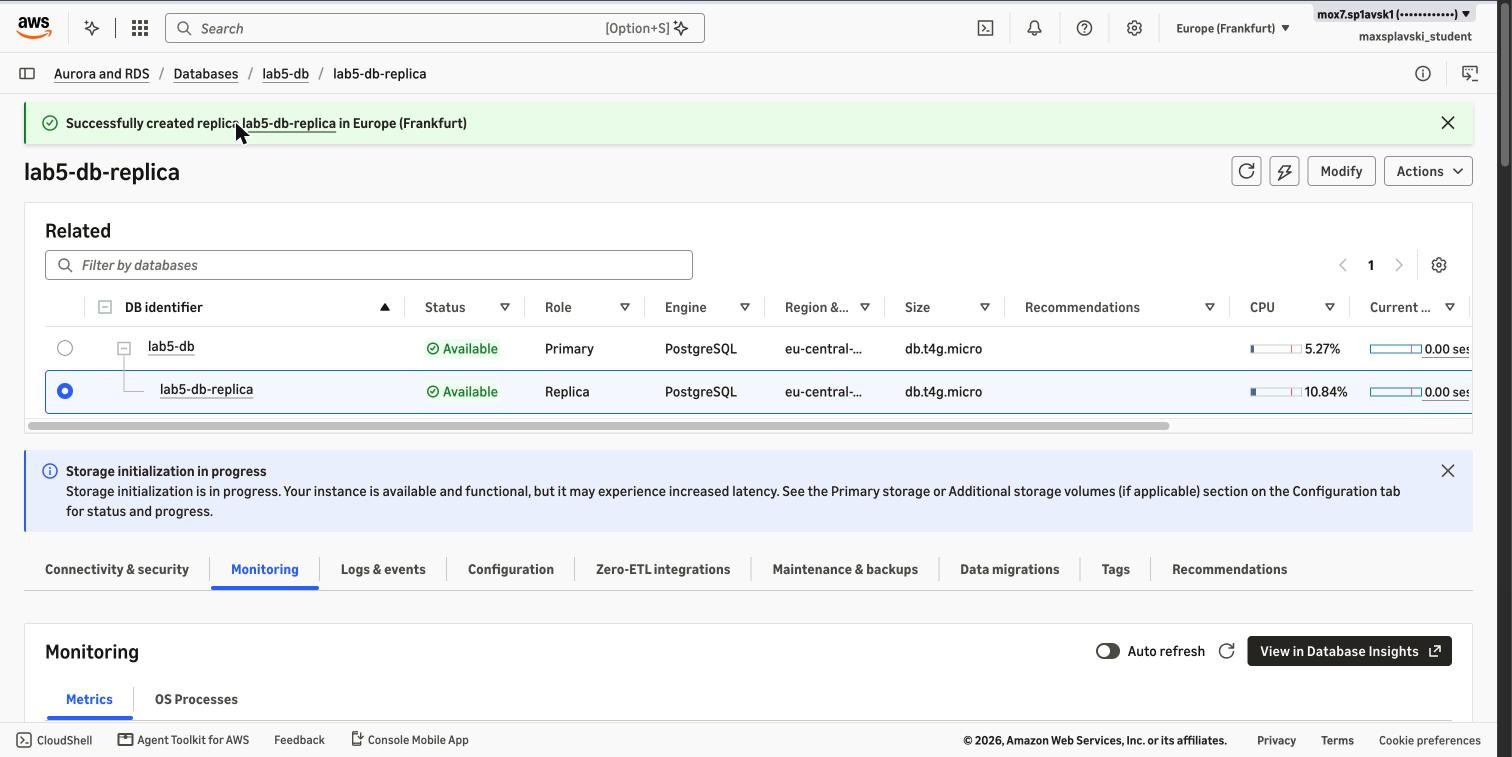 aws
Search
[Option+S]
Europe (Frankfurt)
mox7.sp1avsk1 (••••••••••••)
maxsplavski_student
Aurora and RDS / Databases / lab5-db / lab5-db-replica
Successfully created replica lab5-db-replica in Europe (Frankfurt)
lab5-db-replica
Modify
Actions
Related
Filter by databases
1
DB identifier Status Role Engine Region &... Size Recommendations CPU Current ...
lab5-db Available Primary PostgreSQL eu-central-... db.t4g.micro 5.27% 0.00 ses
lab5-db-replica Available Replica PostgreSQL eu-central-... db.t4g.micro 10.84% 0.00 ses
Storage initialization in progress
Storage initialization is in progress. Your instance is available and functional, but it may experience increased latency. See the Primary storage or Additional storage volumes (if applicable) section on the Configuration tab
for status and progress.
Connectivity & security Monitoring Logs & events Configuration Zero-ETL integrations Maintenance & backups Data migrations Tags Recommendations
Monitoring
Auto refresh
View in Database Insights
Metrics OS Processes
CloudShell Agent Toolkit for AWS Feedback Console Mobile App © 2026, Amazon Web Services, Inc. or its affiliates. Privacy Terms Cookie preferences